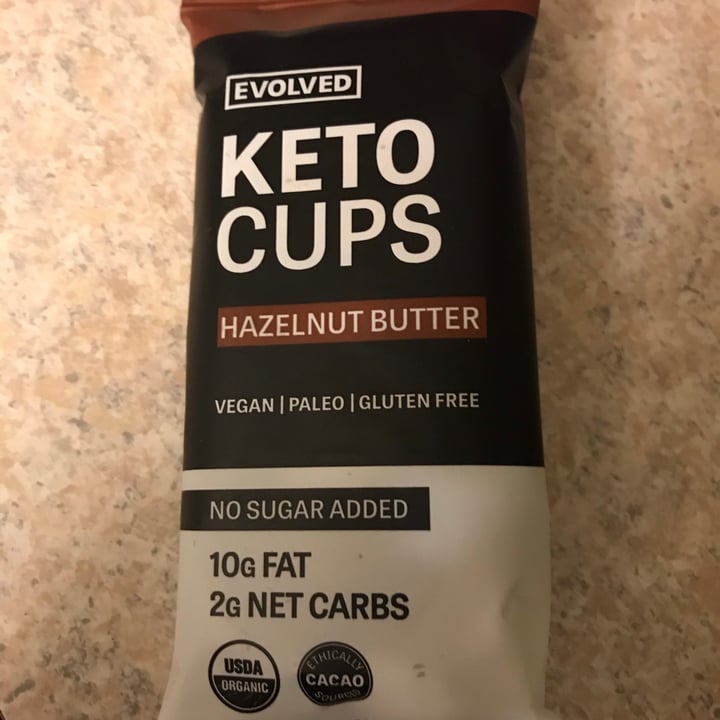 EVOLVED
KETO
CUPS
HAZELNUT BUTTER
VEGAN | PALEO | GLUTEN FREE
NO SUGAR ADDED
10G FAT
2G NET CARBS
USDA
ORGANIC
ETHICALLY
CACAO
SOURCED